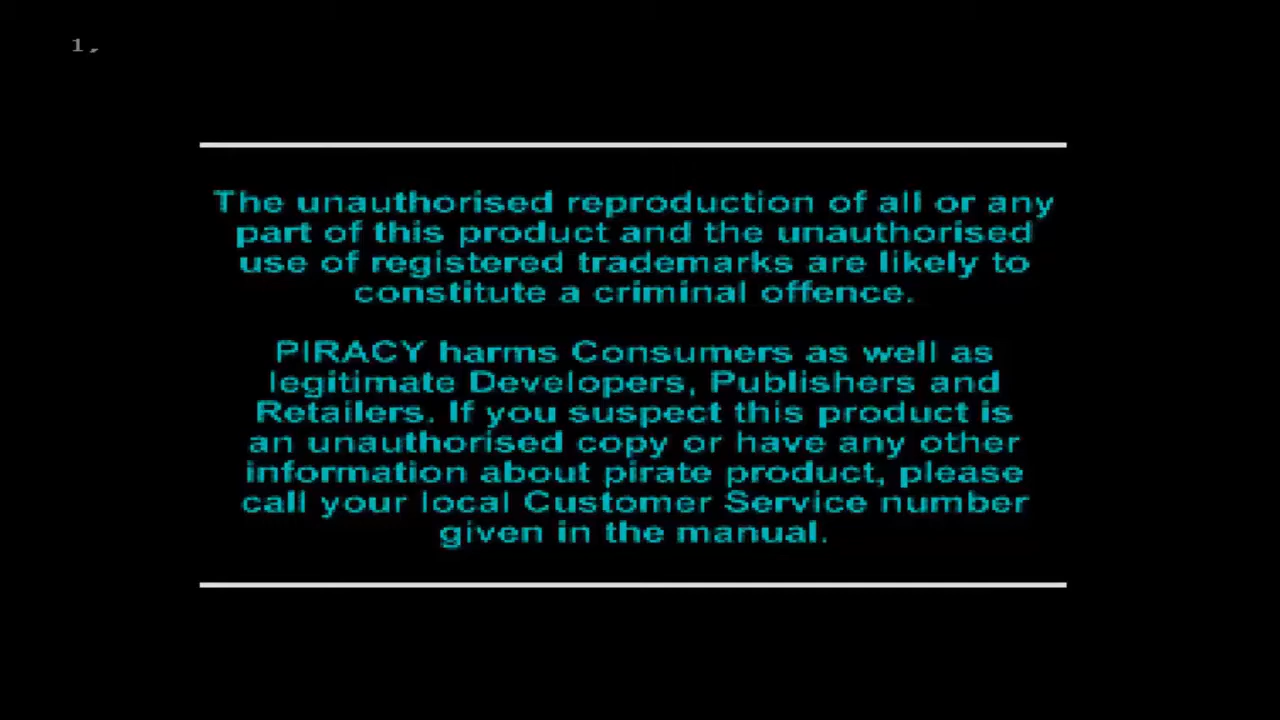 1,
The unauthorised reproduction of all or any
part of this product and the unauthorised
use of registered trademarks are likely to
constitute a criminal offence.
PIRACY harms Consumers as well as
legitimate Developers, Publishers and
Retailers. If you suspect this product is
an unauthorised copy or have any other
information about pirate product, please
call your local Customer Service number
given in the manual.